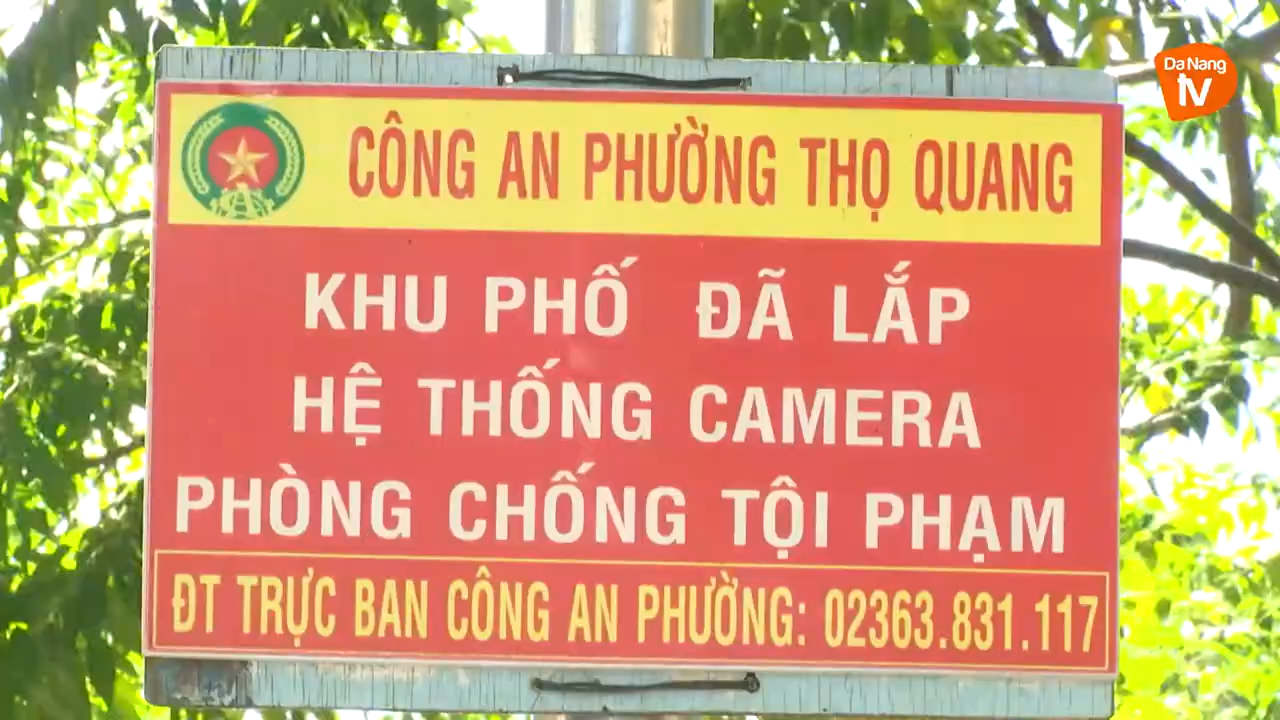 Da Nang
tv
CÔNG AN PHƯỜNG THỌ QUANG
KHU PHỐ ĐÃ LẮP
HỆ THỐNG CAMERA
PHÒNG CHỐNG TỘI PHẠM
ĐT TRỰC BAN CÔNG AN PHƯỜNG: 02363.831.117